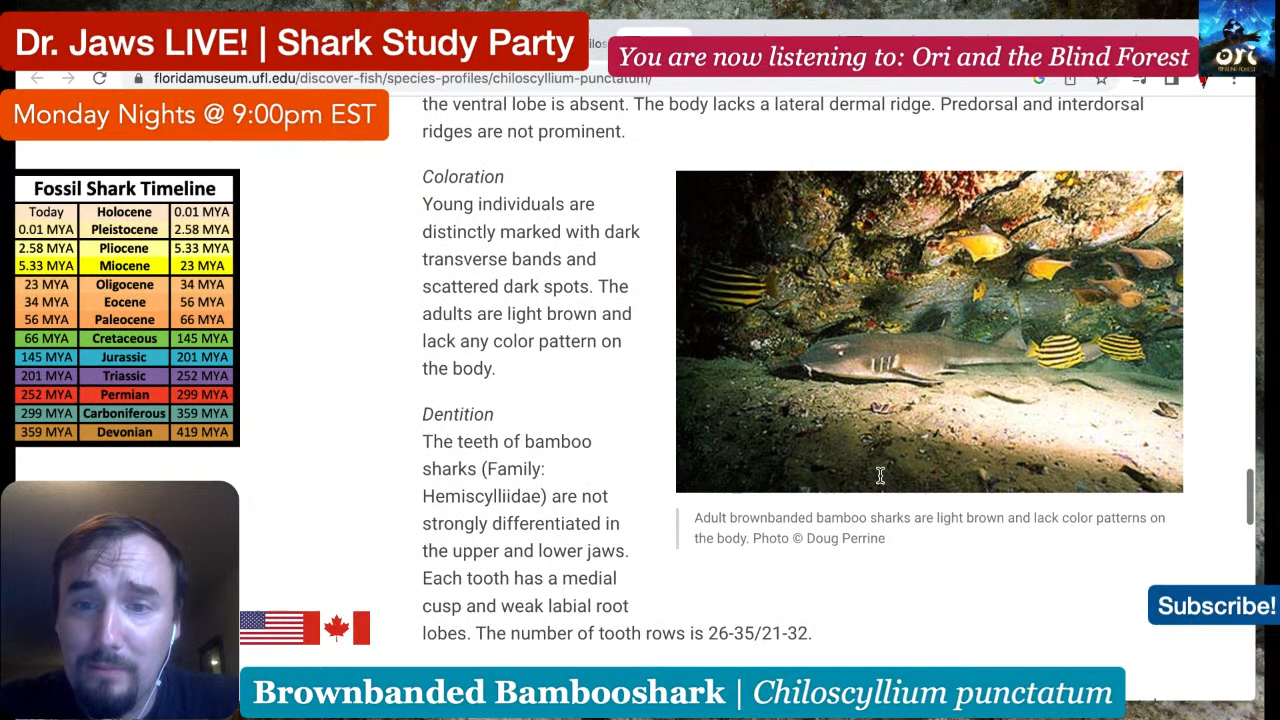 Dr. Jaws LIVE! | Shark Study Party
You are now listening to: Ori and the Blind Forest
ori
floridamuseum.ufl.edu/discover-fish/species-profiles/chiloscyllium-punctatum/
Monday Nights @ 9:00pm EST
the ventral lobe is absent. The body lacks a lateral dermal ridge. Predorsal and interdorsal
ridges are not prominent.
Fossil Shark Timeline
Today Holocene 0.01 MYA
0.01 MYA Pleistocene 2.58 MYA
2.58 MYA Pliocene 5.33 MYA
5.33 MYA Miocene 23 MYA
23 MYA Oligocene 34 MYA
34 MYA Eocene 56 MYA
56 MYA Paleocene 66 MYA
66 MYA Cretaceous 145 MYA
145 MYA Jurassic 201 MYA
201 MYA Triassic 252 MYA
252 MYA Permian 299 MYA
299 MYA Carboniferous 359 MYA
359 MYA Devonian 419 MYA
Coloration
Young individuals are
distinctly marked with dark
transverse bands and
scattered dark spots. The
adults are light brown and
lack any color pattern on
the body.
Dentition
The teeth of bamboo
sharks (Family:
Hemiscylliidae) are not
strongly differentiated in
the upper and lower jaws.
Each tooth has a medial
cusp and weak labial root
lobes. The number of tooth rows is 26-35/21-32.
Adult brownbanded bamboo sharks are light brown and lack color patterns on
the body. Photo © Doug Perrine
Subscribe!
Brownbanded Bambooshark | Chiloscyllium punctatum